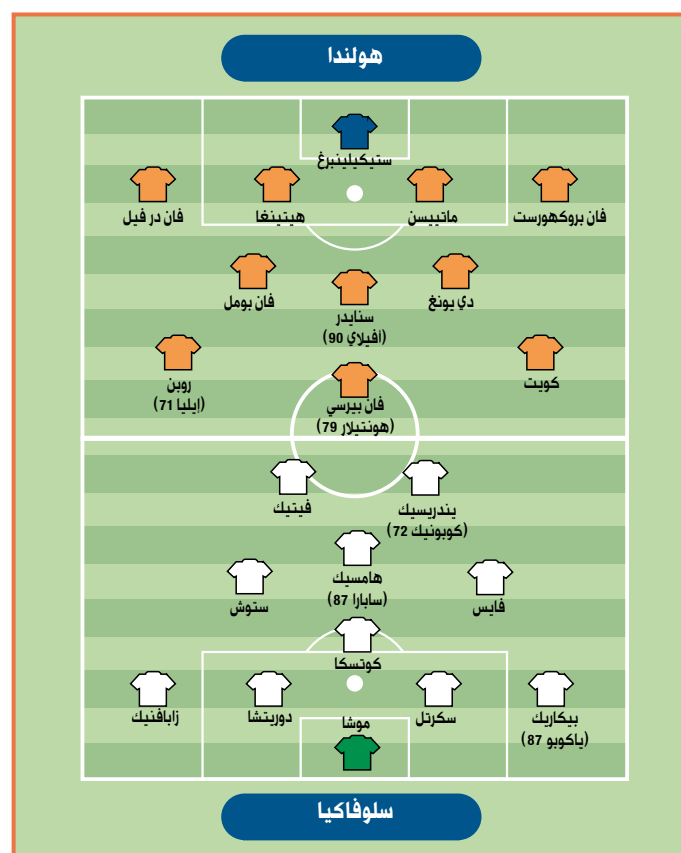 هولندا
ستيكيلينبرغ
فان بروكهورست
ماتييسن
هيتينغا
فان در فيل
دي يونغ
سنايدر
(أفيلاي 90)
فان بومل
كويت
فان بيرسي
(هونتيلار 79)
روبن
(إيليا 71)
يندريسيك
(كوبونيك 72)
فيتيك
فايس
هامسيك
(سابارا 87)
ستوش
كوتسكا
بيكاريك
(ياكوبو 87)
سكرتل
دوريتشا
زابافنيك
موشا
سلوفاكيا